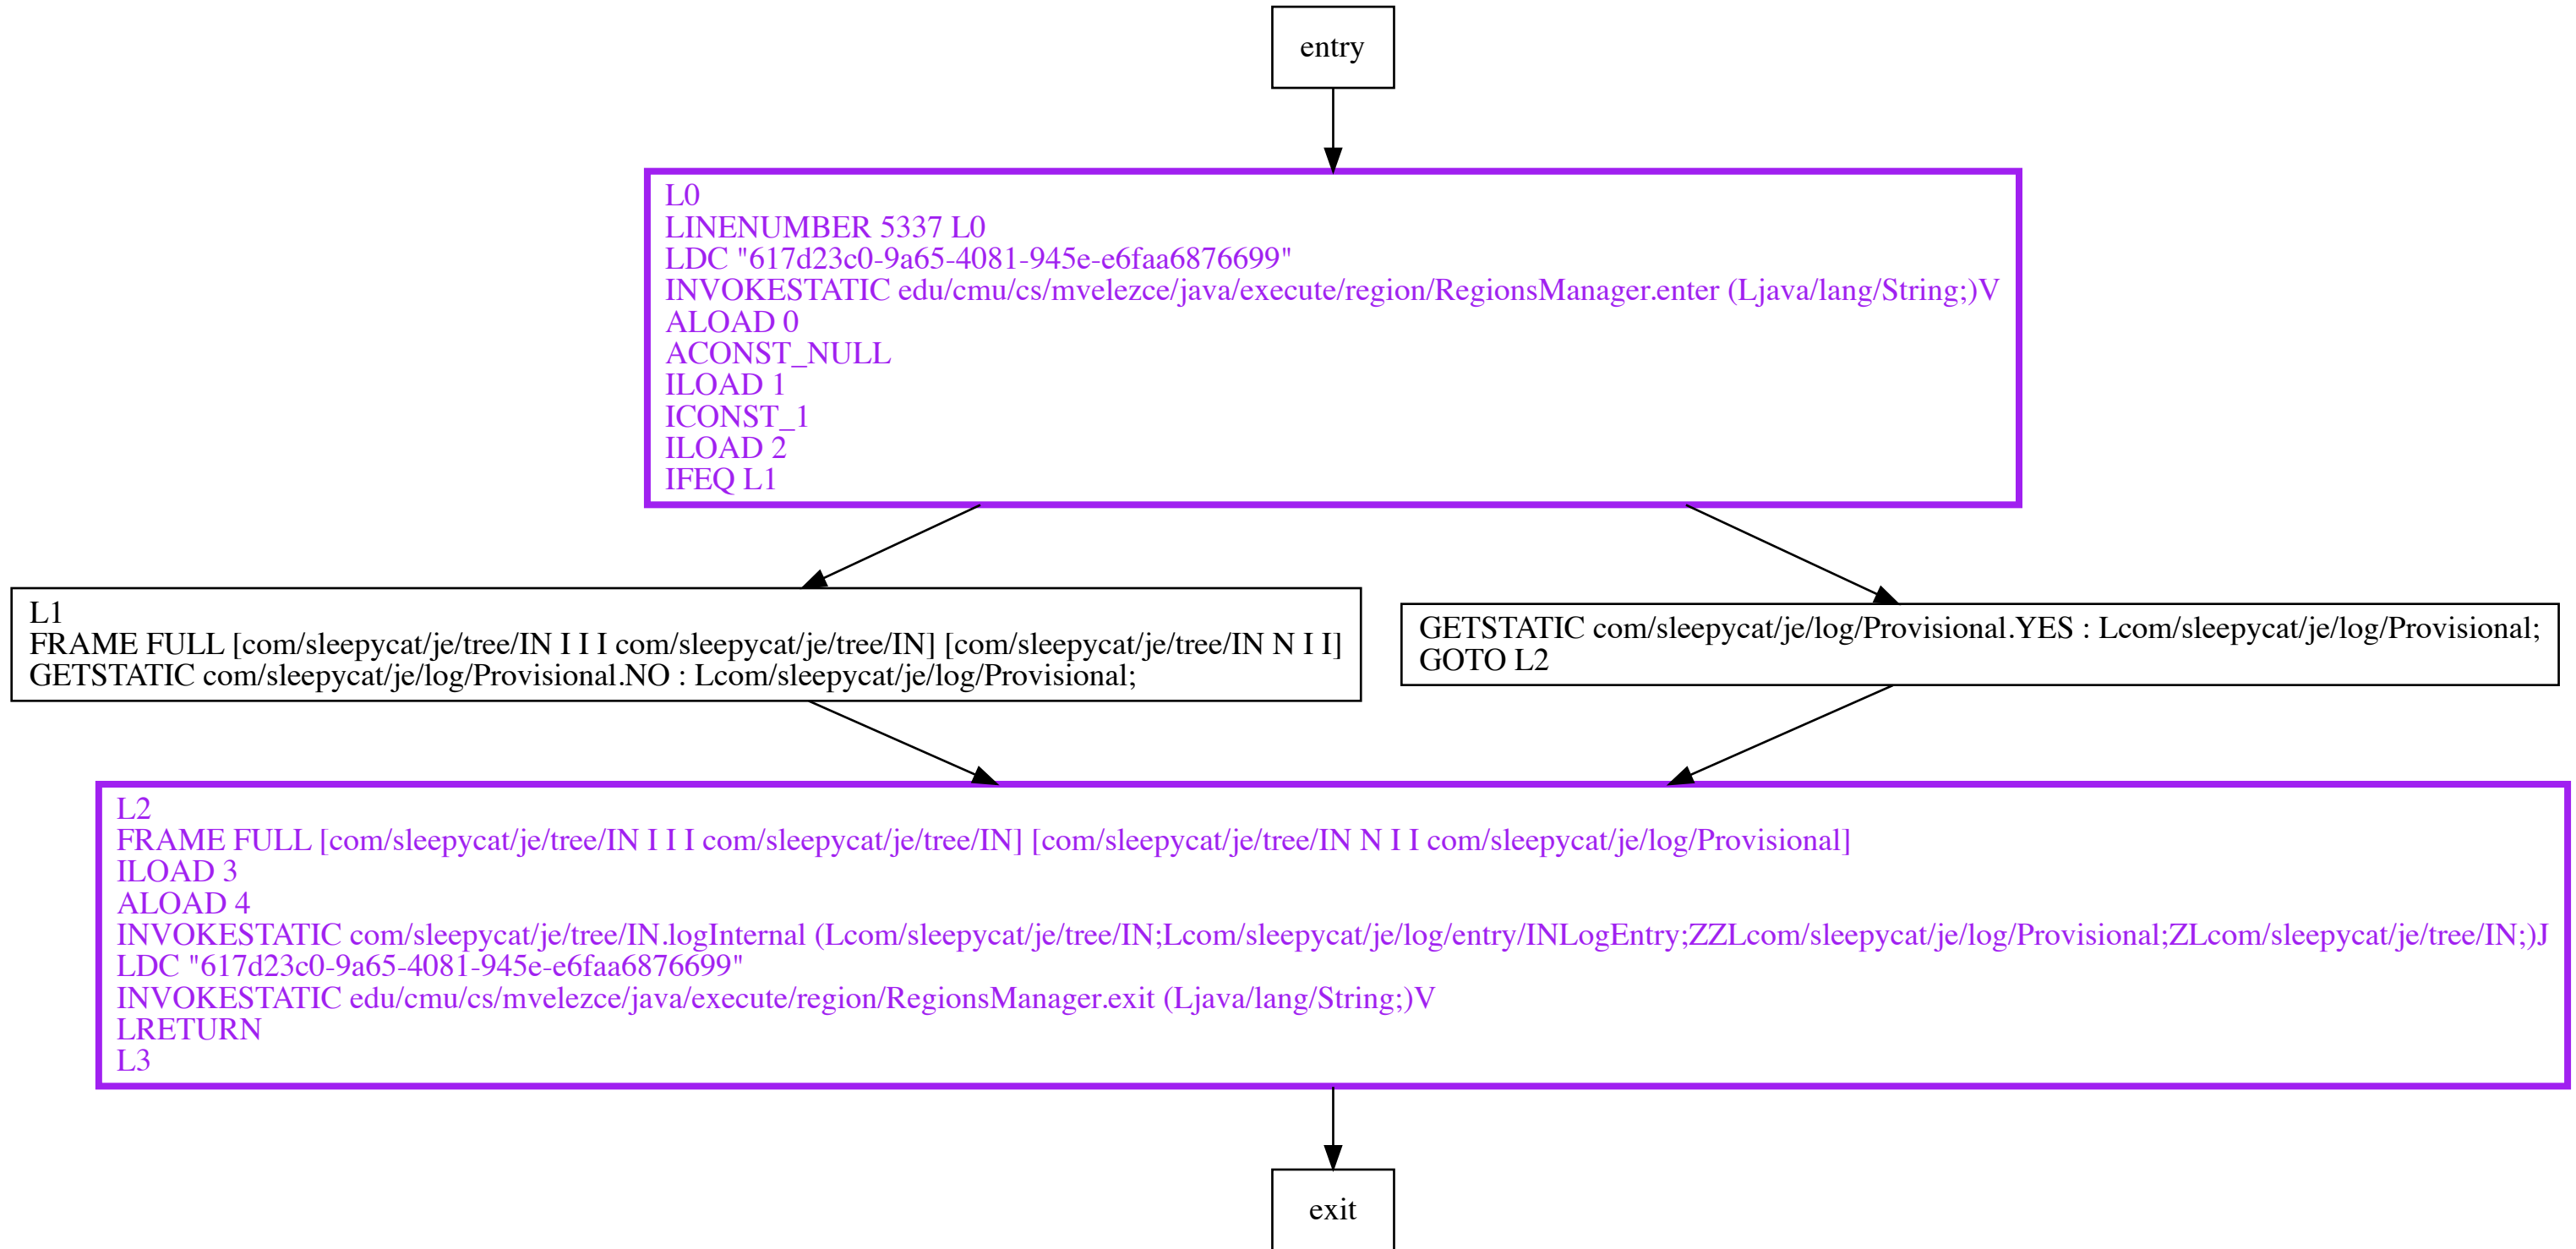 entry
L0
LINENUMBER 5337 L0
LDC "617d23c0-9a65-4081-945e-e6faa6876699"
INVOKESTATIC edu/cmu/cs/mvelezce/java/execute/region/RegionsManager.enter (Ljava/lang/String;)V
ALOAD 0
ACONST_NULL
ILOAD 1
ICONST_1
ILOAD 2
IFEQ L1
L1
FRAME FULL [com/sleepycat/je/tree/IN I I I com/sleepycat/je/tree/IN] [com/sleepycat/je/tree/IN N I I]
GETSTATIC com/sleepycat/je/log/Provisional.NO : Lcom/sleepycat/je/log/Provisional;
GETSTATIC com/sleepycat/je/log/Provisional.YES : Lcom/sleepycat/je/log/Provisional;
GOTO L2
L2
FRAME FULL [com/sleepycat/je/tree/IN I I I com/sleepycat/je/tree/IN] [com/sleepycat/je/tree/IN N I I com/sleepycat/je/log/Provisional]
ILOAD 3
ALOAD 4
INVOKESTATIC com/sleepycat/je/tree/IN.logInternal (Lcom/sleepycat/je/tree/IN;Lcom/sleepycat/je/log/entry/INLogEntry;ZZLcom/sleepycat/je/log/Provisional;ZLcom/sleepycat/je/tree/IN;)J
LDC "617d23c0-9a65-4081-945e-e6faa6876699"
INVOKESTATIC edu/cmu/cs/mvelezce/java/execute/region/RegionsManager.exit (Ljava/lang/String;)V
LRETURN
L3
exit